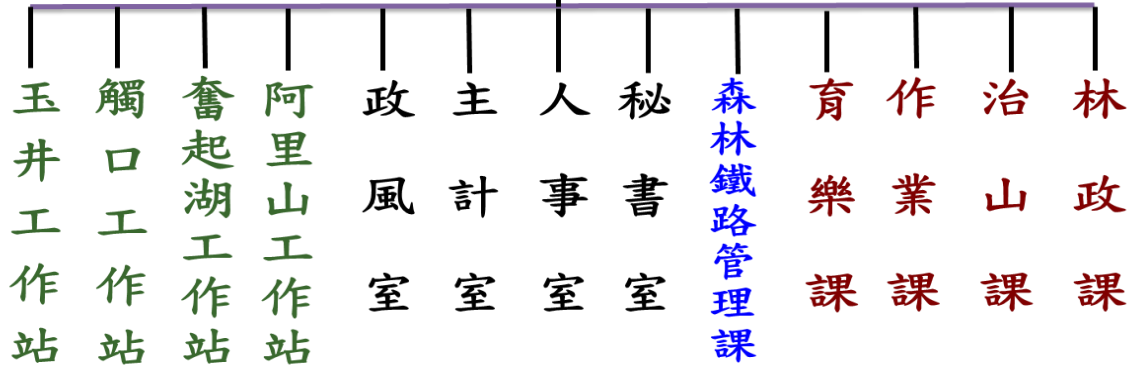 林政課
治山課
作業課
育樂課
森林鐵路管理課
秘書室
人事室
主計室
政風室
阿里山工作站
奮起湖工作站
觸口工作站
玉井工作站